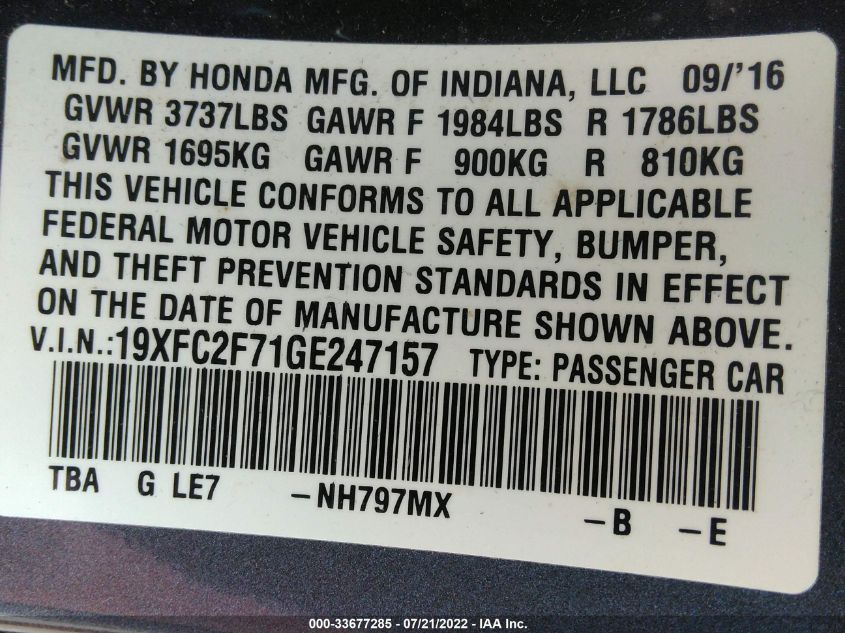 MFD. BY HONDA MFG. OF INDIANA, LLC 09/'16
GVWR 3737LBS GAWR F 1984LBS R 1786LBS
GVWR 1695KG GAWR F 900KG R 810KG
THIS VEHICLE CONFORMS TO ALL APPLICABLE
FEDERAL MOTOR VEHICLE SAFETY, BUMPER,
AND THEFT PREVENTION STANDARDS IN EFFECT
ON THE DATE OF MANUFACTURE SHOWN ABOVE.
V.I.N.:19XFC2F71GE247157 TYPE: PASSENGER CAR
TBA G LE7 -NH797MX -B -E
000-33677285 - 07/21/2022 - IAA Inc.